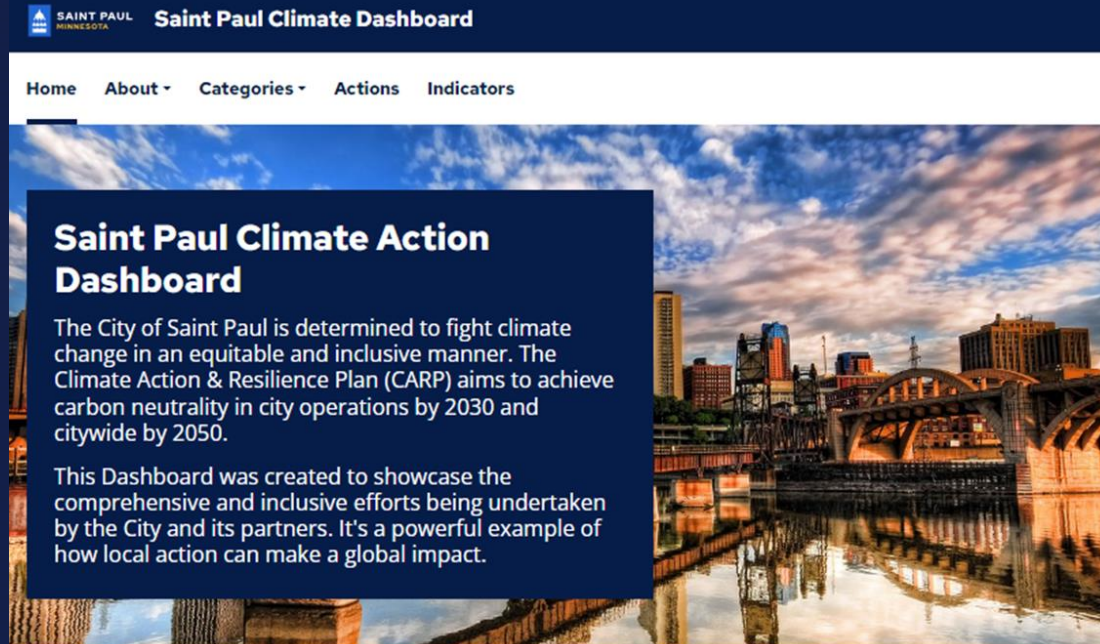 SAINT PAUL
MINNESOTA
Saint Paul Climate Dashboard
Home About Categories Actions Indicators
Saint Paul Climate Action
Dashboard
The City of Saint Paul is determined to fight climate
change in an equitable and inclusive manner. The
Climate Action & Resilience Plan (CARP) aims to achieve
carbon neutrality in city operations by 2030 and
citywide by 2050.
This Dashboard was created to showcase the
comprehensive and inclusive efforts being undertaken
by the City and its partners. It's a powerful example of
how local action can make a global impact.